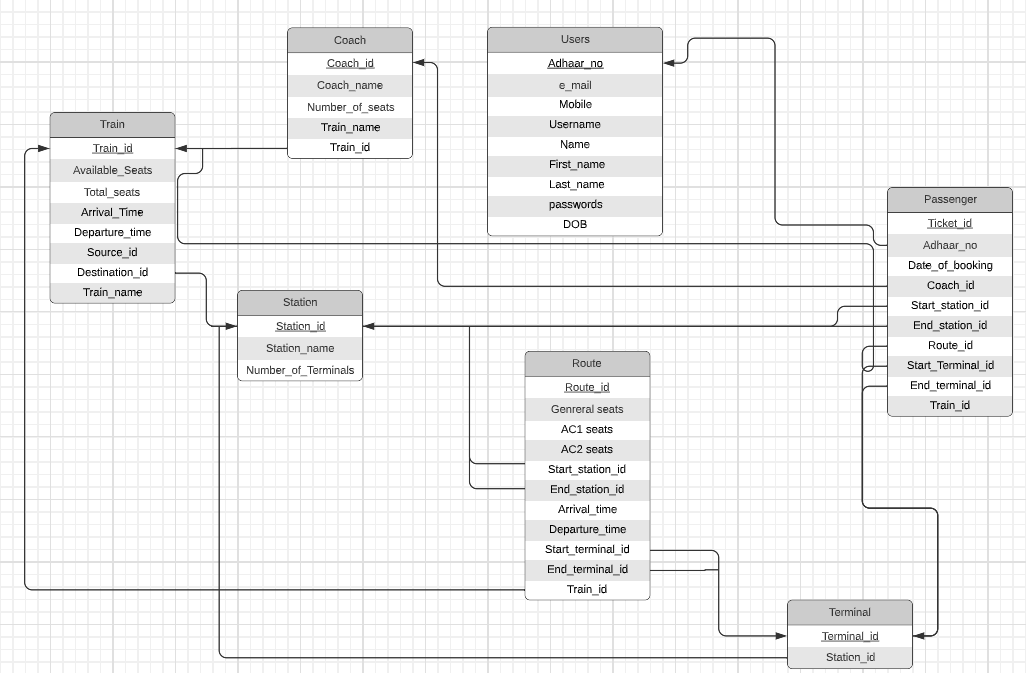 Coach
Coach_id
Coach_name
Number_of_seats
Train_name
Train_id
Users
Adhaar_no
e_mail
Mobile
Username
Name
First_name
Last_name
passwords
DOB
Train
Train_id
Available_Seats
Total_seats
Arrival_Time
Departure_time
Source_id
Destination_id
Train_name
Passenger
Ticket_id
Adhaar_no
Date_of_booking
Coach_id
Start_station_id
End_station_id
Route_id
Start_Terminal_id
End_terminal_id
Train_id
Station
Station_id
Station_name
Number_of_Terminals
Route
Route_id
Genreral seats
AC1 seats
AC2 seats
Start_station_id
End_station_id
Arrival_time
Departure_time
Start_terminal_id
End_terminal_id
Train_id
Terminal
Terminal_id
Station_id